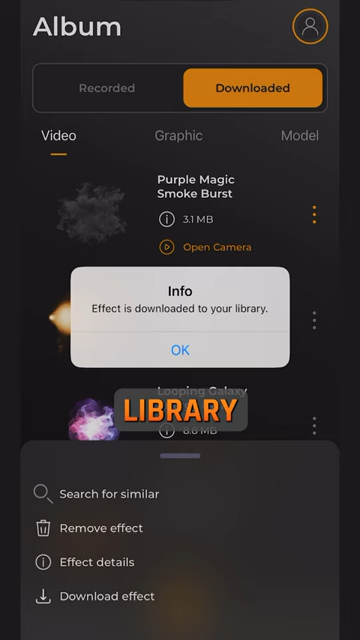 Album
Recorded
Downloaded
Video
Graphic
Model
Purple Magic
Smoke Burst
3.1 MB
Open Camera
Info
Effect is downloaded to your library.
OK
Looping Galaxy
LIBRARY
8.8 MB
Search for similar
Remove effect
Effect details
Download effect